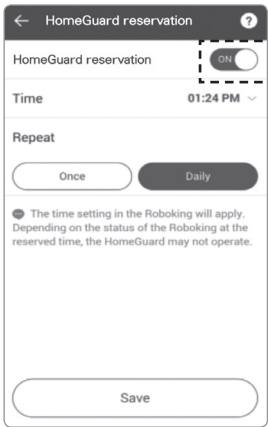 HomeGuard reservation
?
HomeGuard reservation
ON
Time
01:24 PM
Repeat
Once
Daily
The time setting in the Roboking will apply.
Depending on the status of the Roboking at the
reserved time, the HomeGuard may not operate.
Save